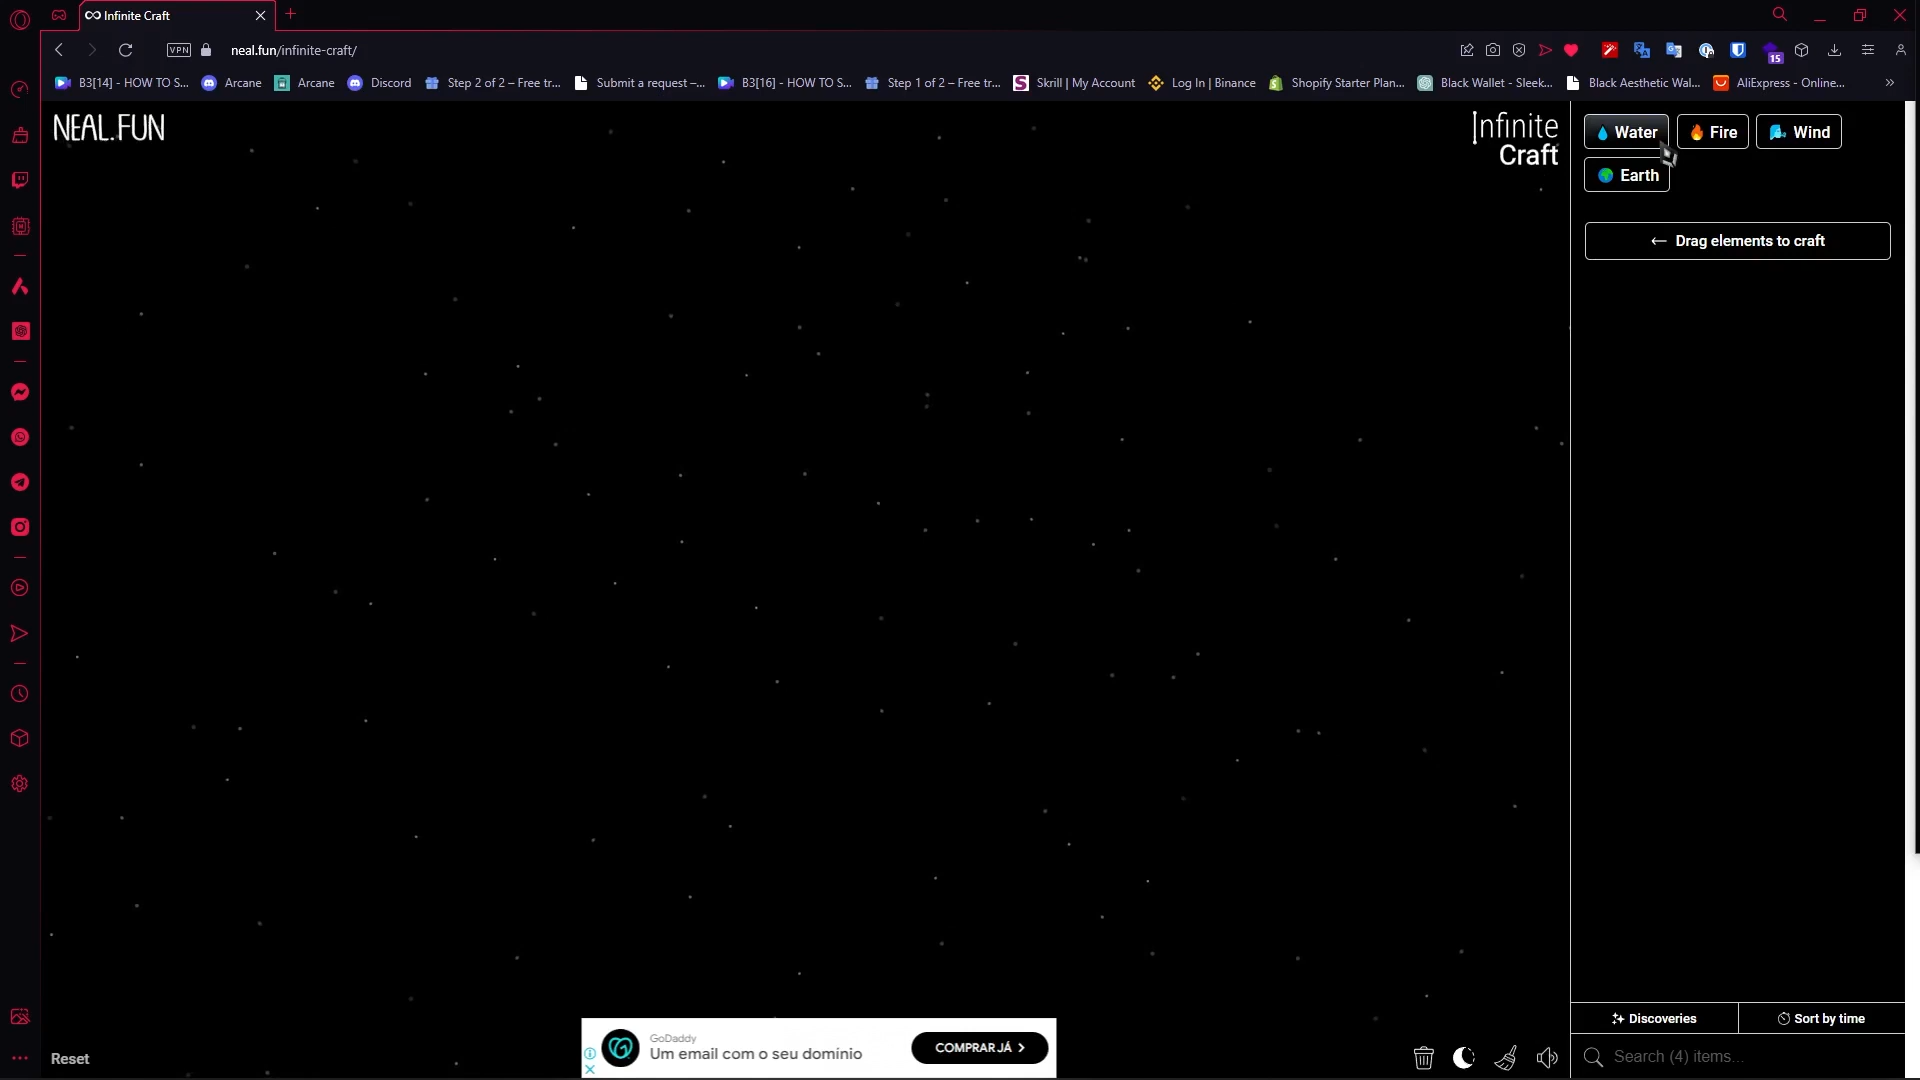 Infinite Craft
VPN
neal.fun/infinite-craft/
15
B3[14] - HOW TO S...
Arcane
Arcane
Discord
Step 2 of 2 – Free tr...
Submit a request –...
B3[16] - HOW TO S...
Step 1 of 2 – Free tr...
Skrill | My Account
Log In | Binance
Shopify Starter Plan...
Black Wallet - Sleek...
Black Aesthetic Wal...
AliExpress - Online...
NEAL.FUN
Infinite
Craft
Water
Fire
Wind
Earth
← Drag elements to craft
Discoveries
Sort by time
Search (4) items...
Reset
GoDaddy
Um email com o seu domínio
COMPRAR JÁ >